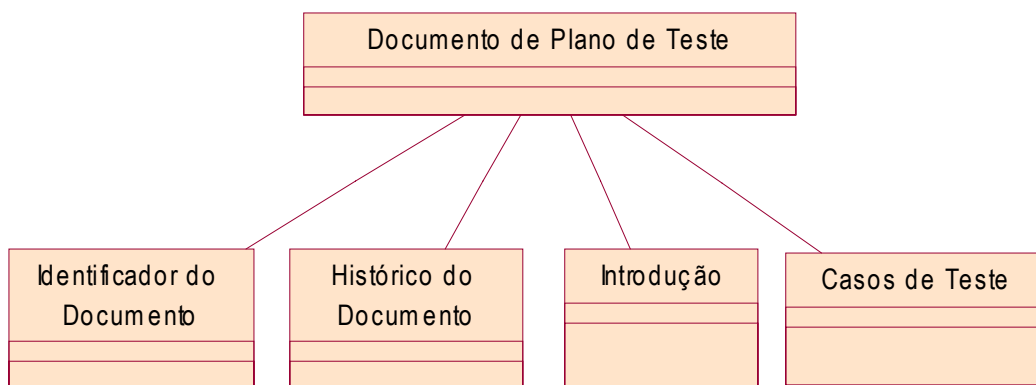 Documento de Plano de Teste
Identificador do
Documento
Histórico do
Documento
Introdução
Casos de Teste